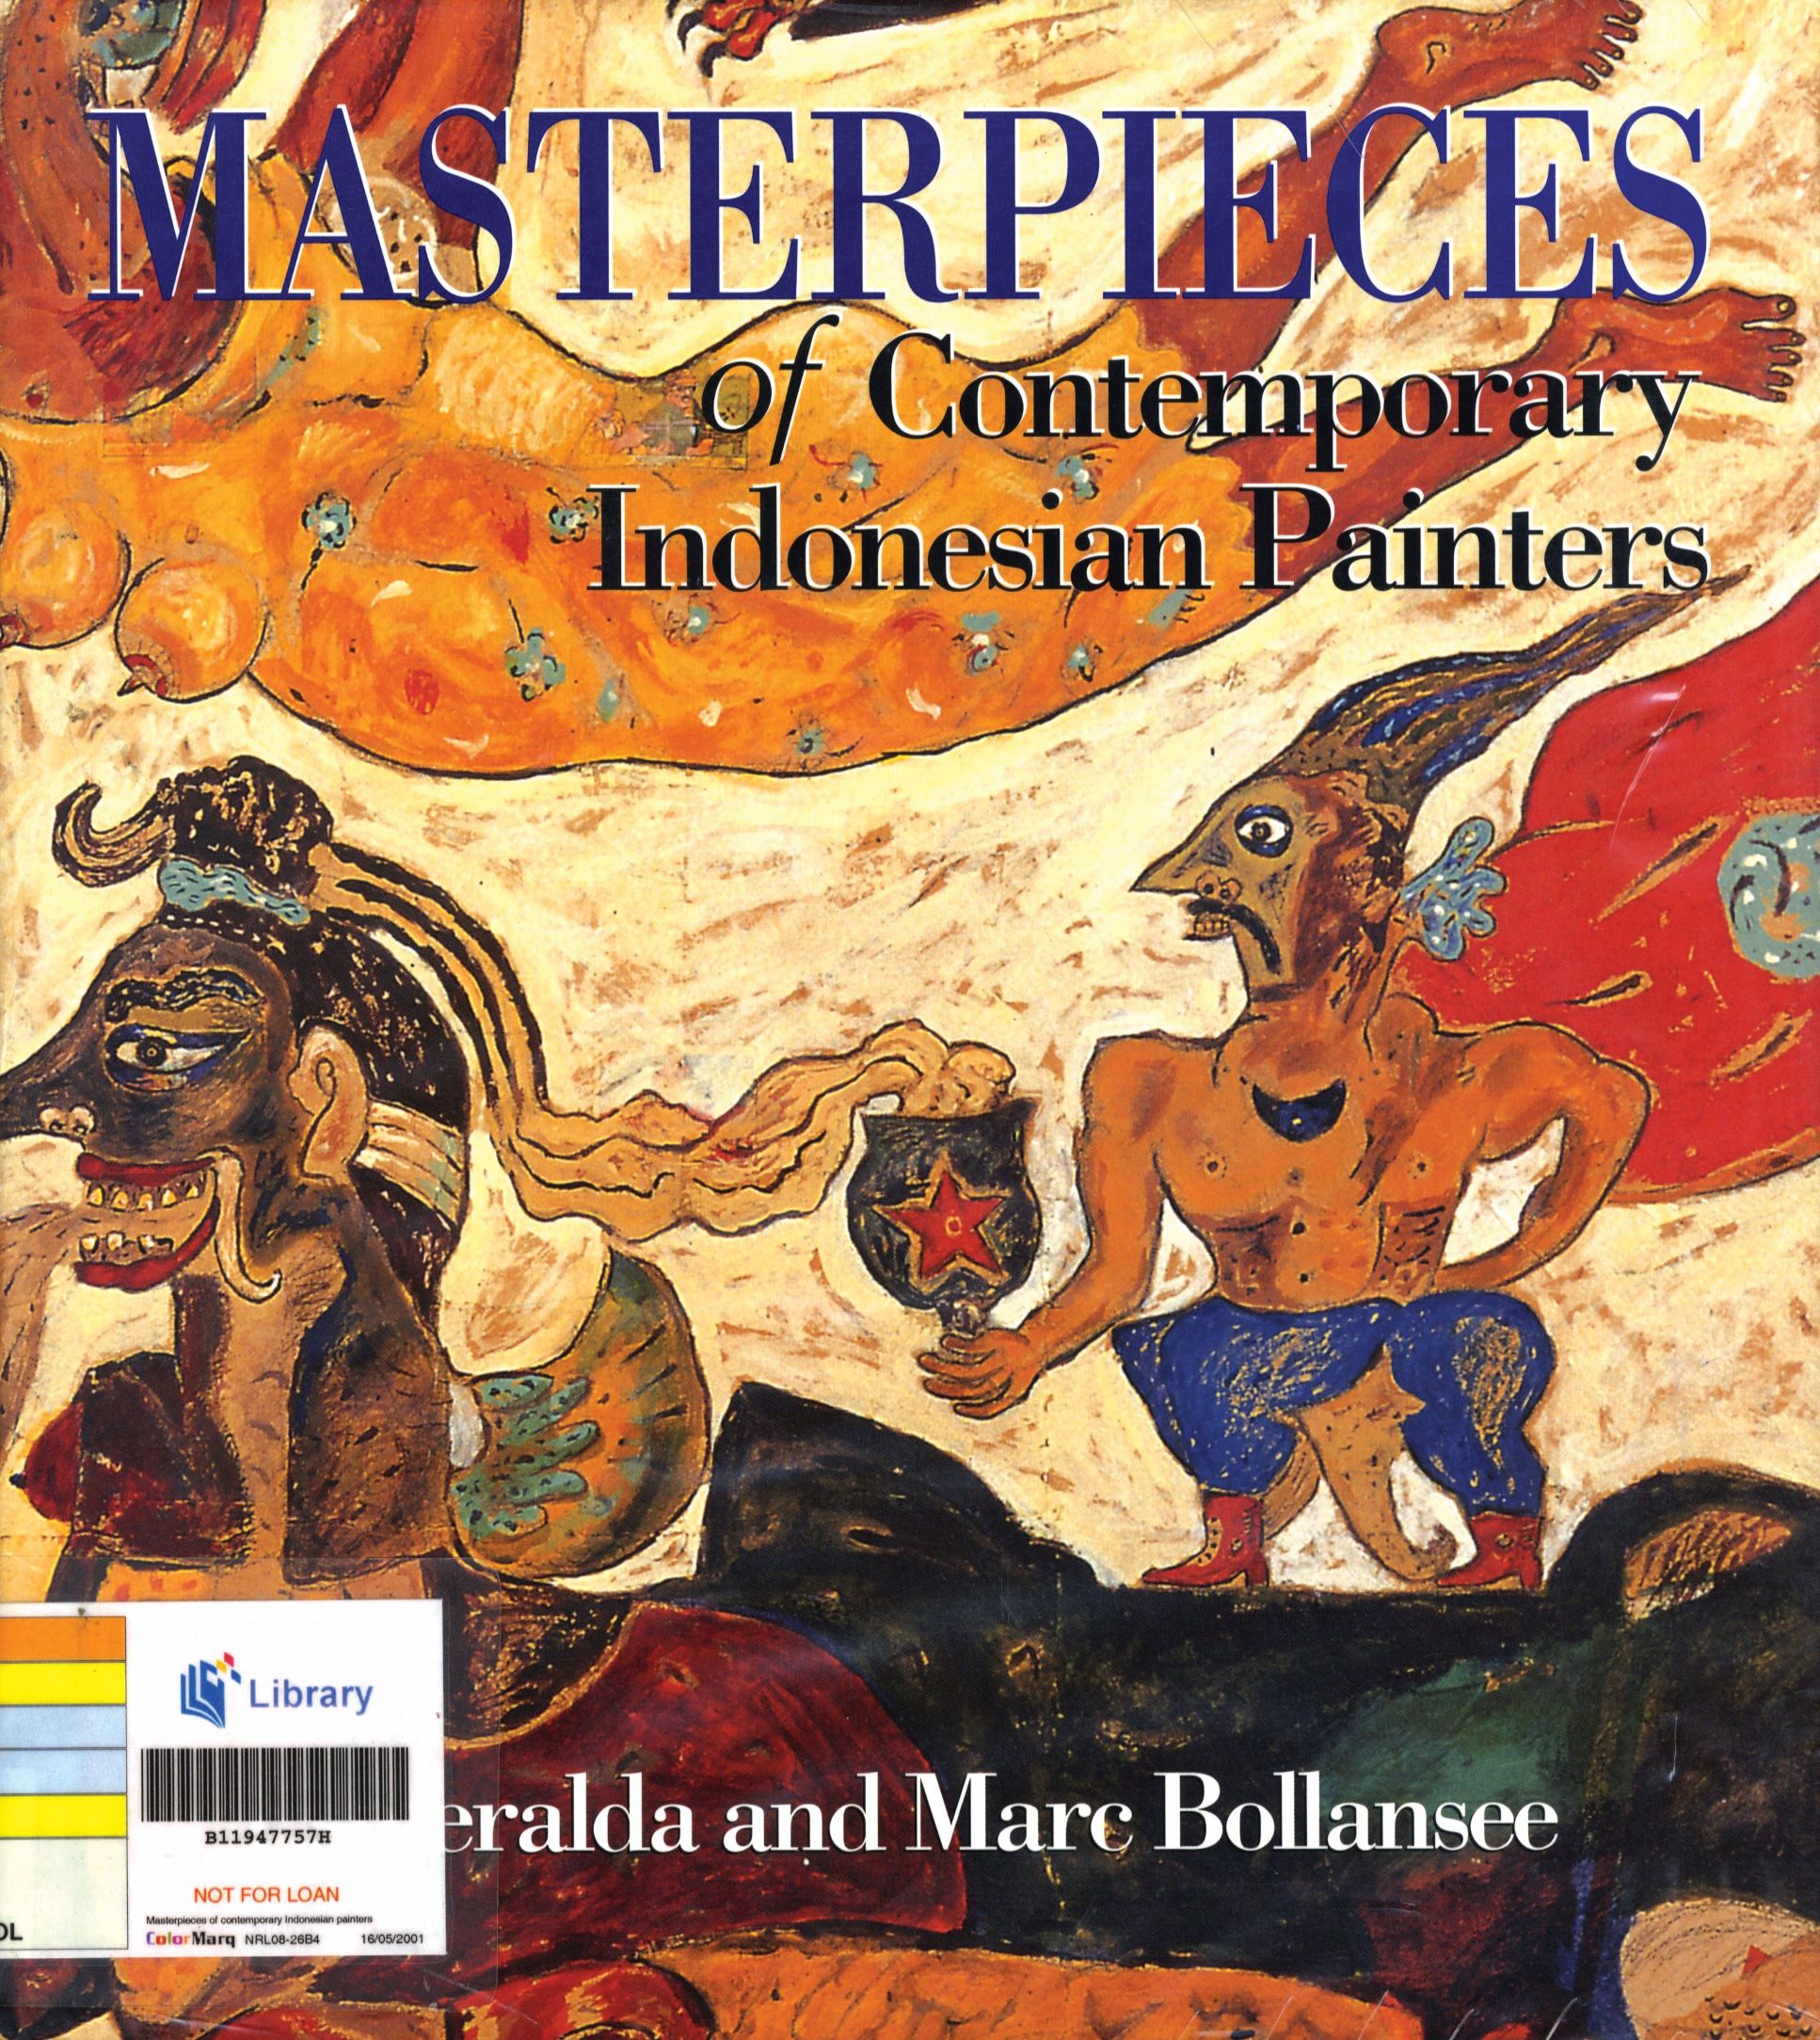 MASTERPIECES
of Contemporary
Indonesian Painters
Library
B11947757H
NOT FOR LOAN
Masterpieces of contemporary Indonesian painters
ColorMarq NRL08-26B4 16/05/2001
OL
eralda and Marc Bollansee